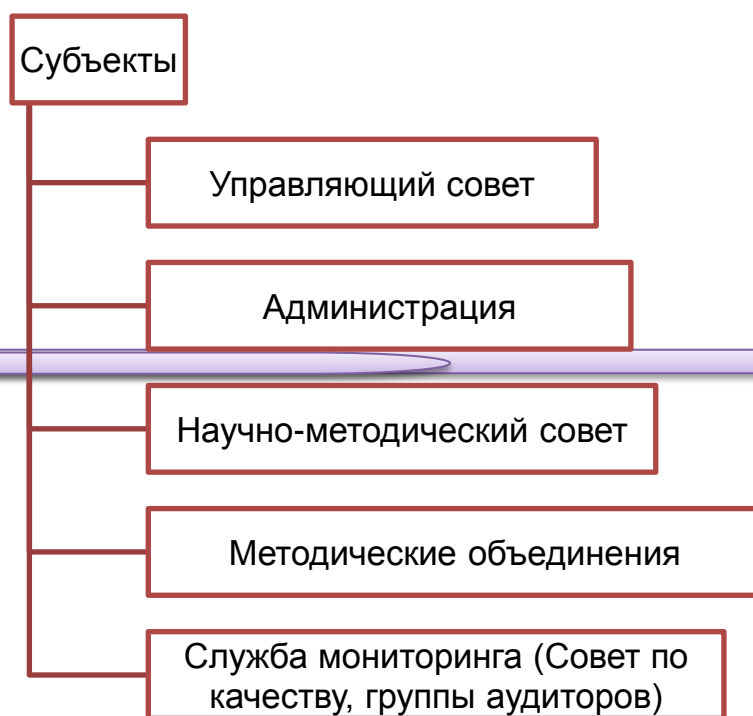 Субъекты
Управляющий совет
Администрация
Научно-методический совет
Методические объединения
Служба мониторинга (Совет по
качеству, группы аудиторов)